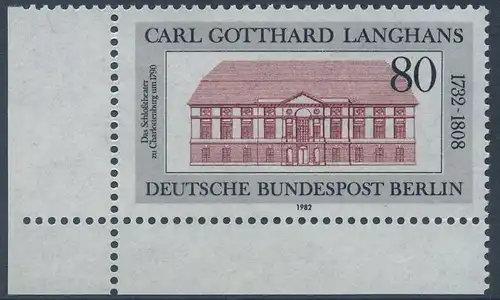 CARL GOTTHARD LANGHANS
80
1732-1808
Das Schloßtheater
zu Charlottenburg um 1790
DEUTSCHE BUNDESPOST BERLIN
1982